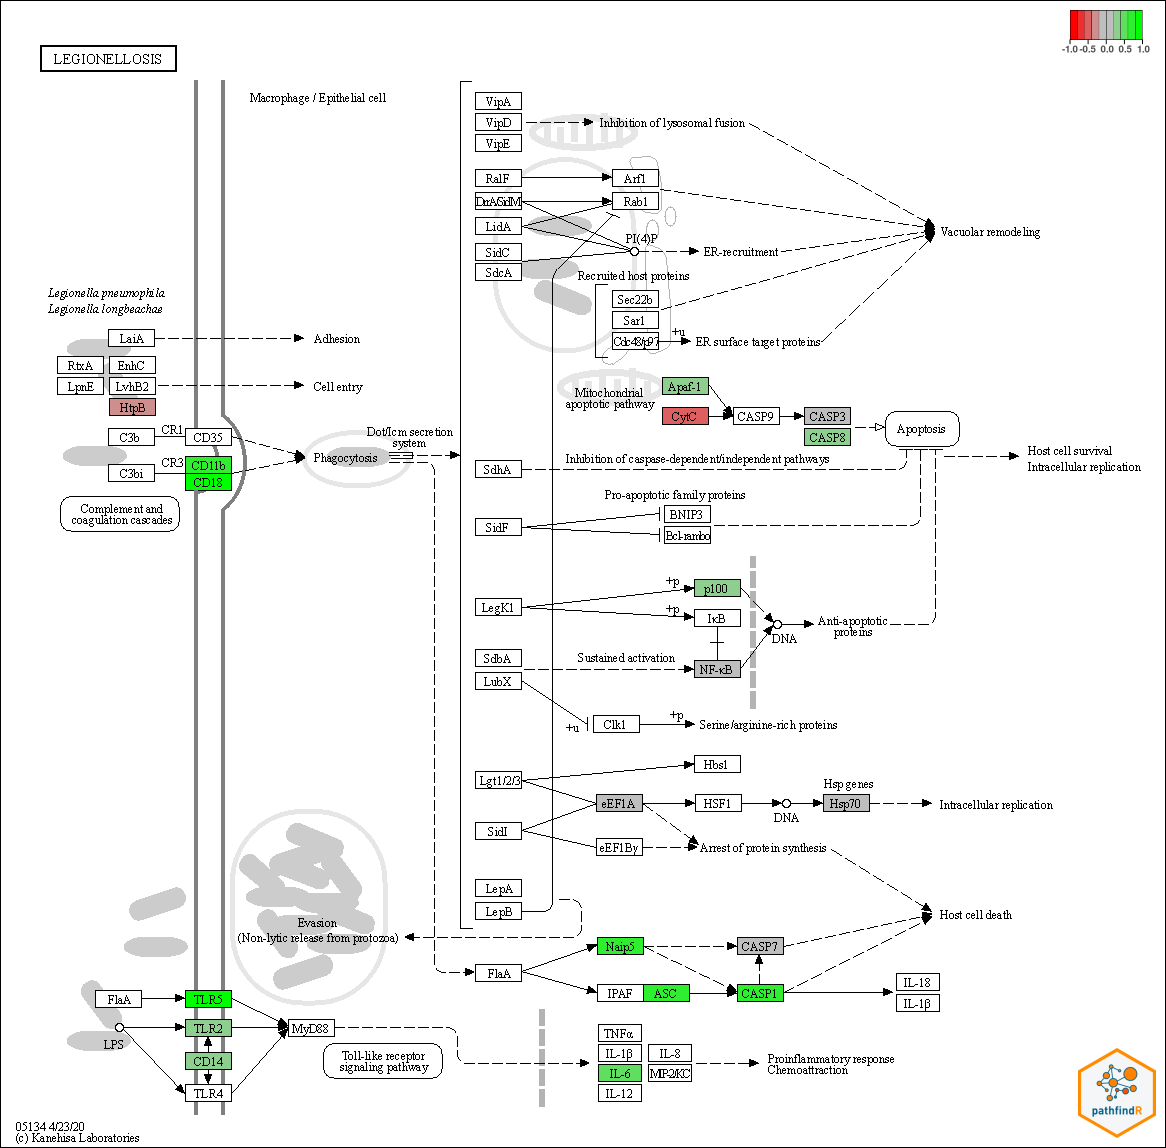 -1.0 -0.5 0.0 0.5 1.0
LEGIONELLOSIS
Macrophage / Epithelial cell
VipA
VipD
Inhibition of lysosomal fusion
VipE
RalF
Arf1
DrrA/SidM
Rab1
LidA
Vacuolar remodeling
PI(4)P
SidC
ER-recruitment
SdcA
Recruited host proteins
Legionella pneumophila
Legionella longbeachae
Sec22b
Sar1
+u
Cdc48/p97
ER surface target proteins
LaiA
Adhesion
RtxA
EnhC
LpnE
LvhB2
Cell entry
HtpB
Mitochondrial
apoptotic pathway
Apaf-1
CytC
CASP9
CASP3
CASP8
Apoptosis
C3b
CR1
CD35
Dot/Icm secretion
system
Phagocytosis
C3bi
CR3
CD11b
CD18
SdhA
Inhibition of caspase-dependent/independent pathways
Host cell survival
Intracellular replication
Complement and
coagulation cascades
Pro-apoptotic family proteins
BNIP3
SidF
Bcl-rambo
+p
p100
LegK1
+p
IκB
DNA
Anti-apoptotic
proteins
SdbA
Sustained activation
NF-κB
LubX
+u
Clk1
+p
Serine/arginine-rich proteins
Hbs1
Lgt1/2/3
Hsp genes
eEF1A
HSF1
DNA
Hsp70
Intracellular replication
SidI
eEF1By
Arrest of protein synthesis
LepA
LepB
Host cell death
Evasion
(Non-lytic release from protozoa)
Naip5
CASP7
FlaA
IPAF
ASC
CASP1
IL-18
IL-1β
FlaA
TLR5
TLR2
MyD88
LPS
CD14
TLR4
Toll-like receptor
signaling pathway
TNFα
IL-1β
IL-8
IL-6
MIP2/KC
IL-12
Proinflammatory response
Chemoattraction
pathfindR
05134 4/23/20
(c) Kanehisa Laboratories